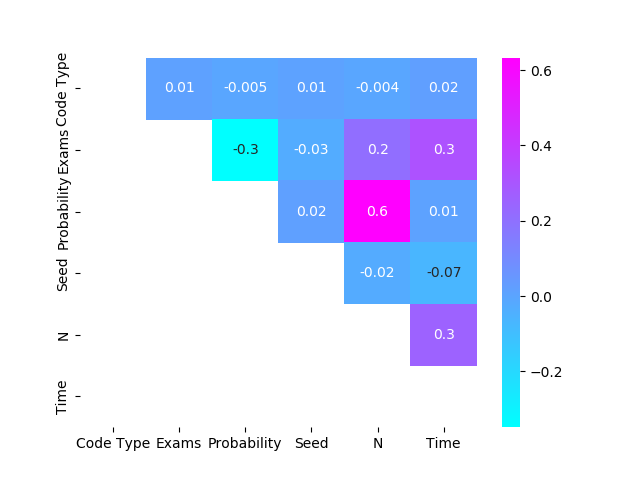 Code Type
0.01 -0.005 0.01 -0.004 0.02
Exams
-0.3 -0.03 0.2 0.3
Probability
0.02 0.6 0.01
Seed
-0.02 -0.07
N
0.3
Time
Code Type Exams Probability Seed N Time
0.6
0.4
0.2
0.0
−0.2